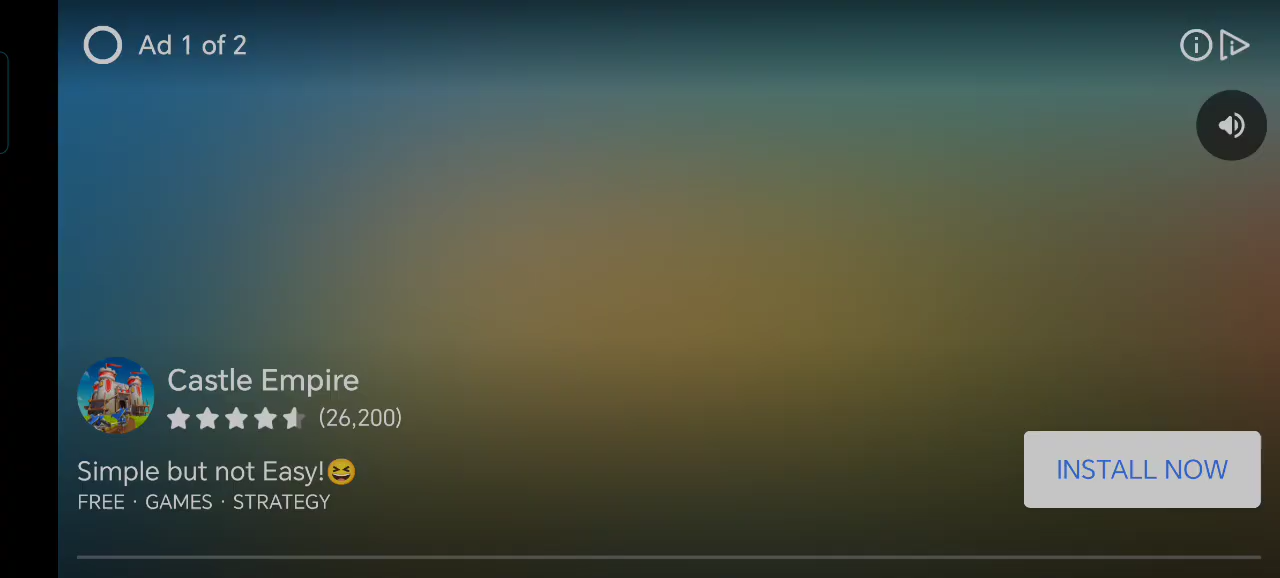 Ad 1 of 2
Castle Empire
(26,200)
Simple but not Easy!😆
FREE · GAMES · STRATEGY
INSTALL NOW